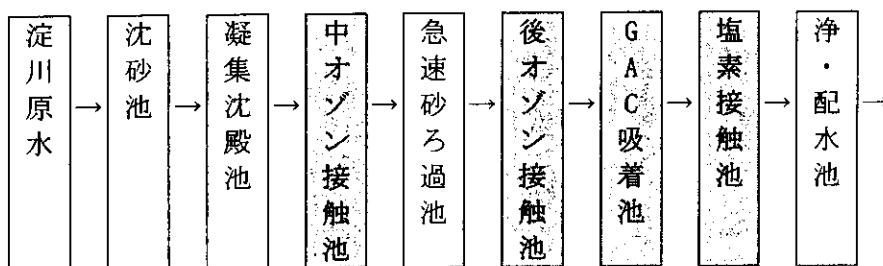 淀川原水
→
沈砂池
→
凝集沈殿池
→
中オゾン接触池
→
急速砂ろ過池
→
後オゾン接触池
→
GAC吸着池
→
塩素接触池
→
浄・配水池